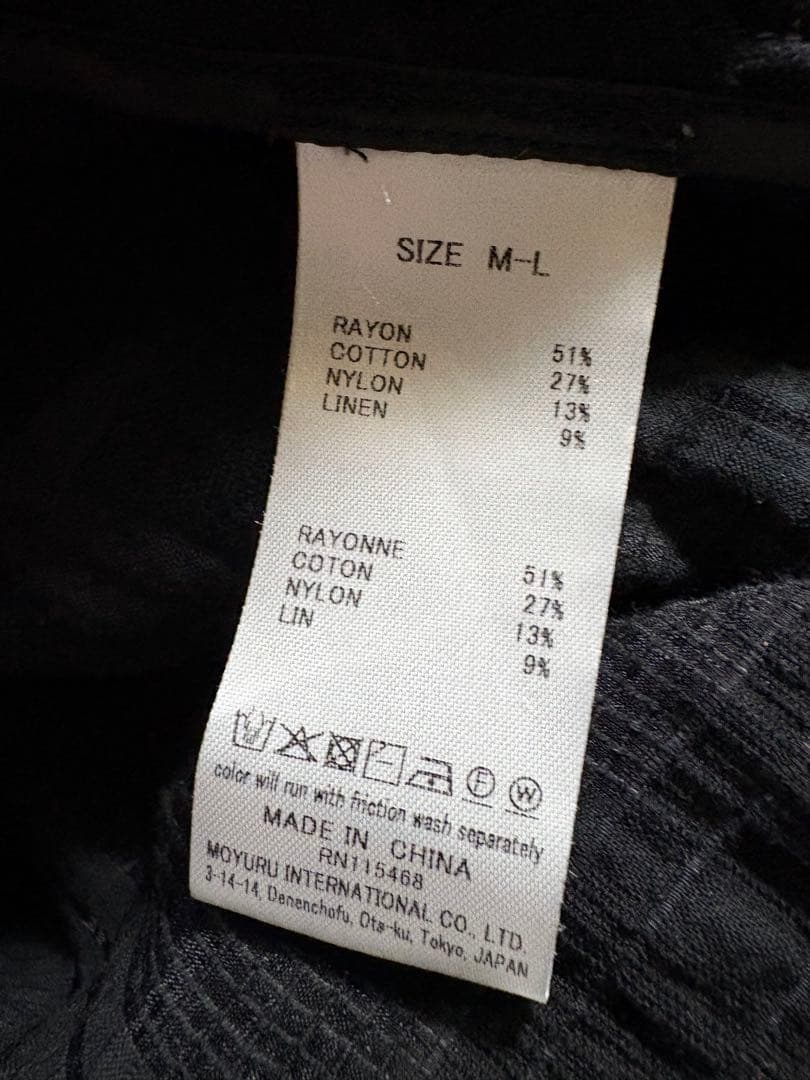 SIZE M-L
RAYON 51%
COTTON 27%
NYLON 13%
LINEN 9%
RAYONNE 51%
COTON 27%
NYLON 13%
LIN 9%
F W
color will run with friction wash separately
MADE IN CHINA
RN115468
MOYURU INTERNATIONAL CO., LTD.
3-14-14, Denenchofu, Ota-ku, Tokyo, JAPAN